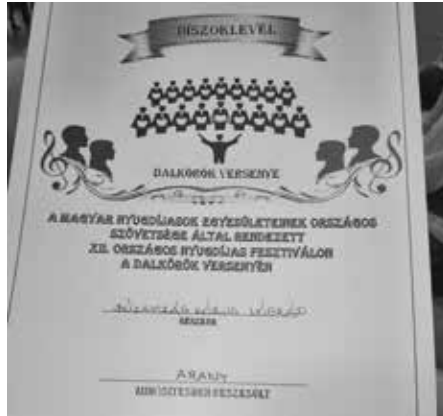 DÍSZOKLEVÉL
DALKÖRÖK VERSENYE
A MAGYAR NYUGDÍJASOK EGYESÜLETEINEK ORSZÁGOS
SZÖVETSÉGE ÁLTAL RENDEZETT
XII. ORSZÁGOS NYUGDÍJAS FESZTIVÁLON
A DALKÖRÖK VERSENYÉN
RÉSZÉRE
ARANY
MINŐSÍTÉSBEN RÉSZESÜLT